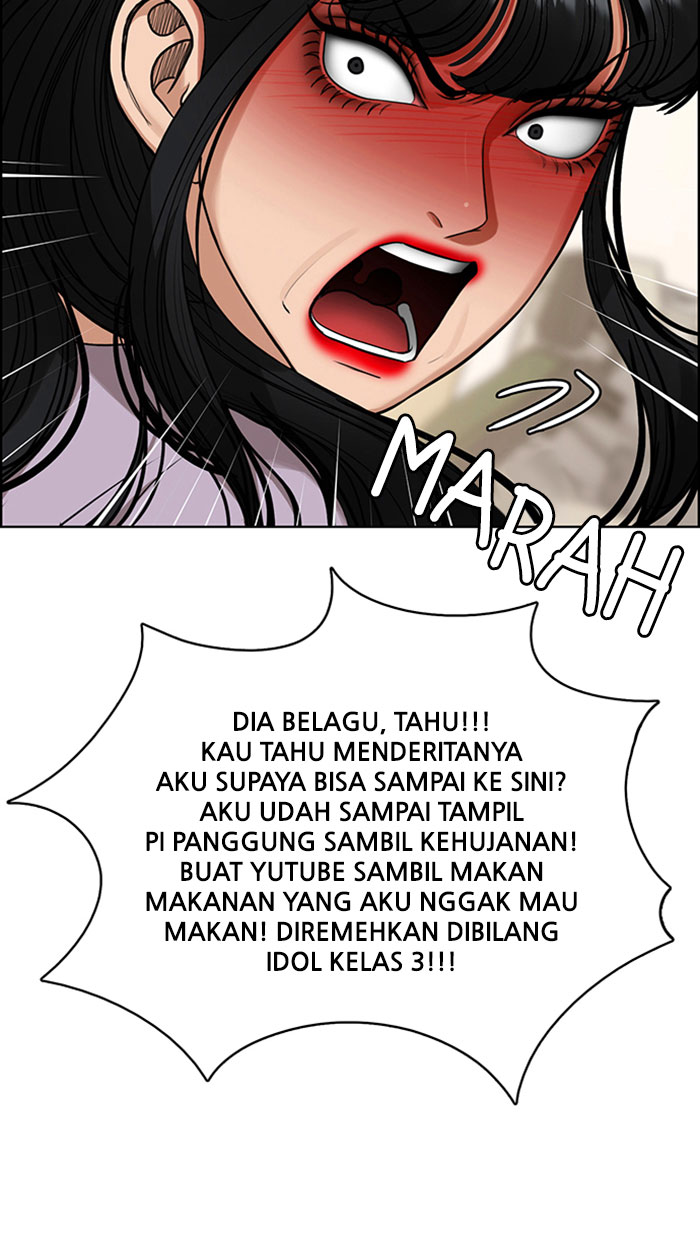 MARAH
DIA BELAGU, TAHU!!!
KAU TAHU MENDERITANYA
AKU SUPAYA BISA SAMPAI KE SINI?
AKU UDAH SAMPAI TAMPIL
PI PANGGUNG SAMBIL KEHUJANAN!
BUAT YUTUBE SAMBIL MAKAN
MAKANAN YANG AKU NGGAK MAU
MAKAN! DIREMEHKAN DIBILANG
IDOL KELAS 3!!!